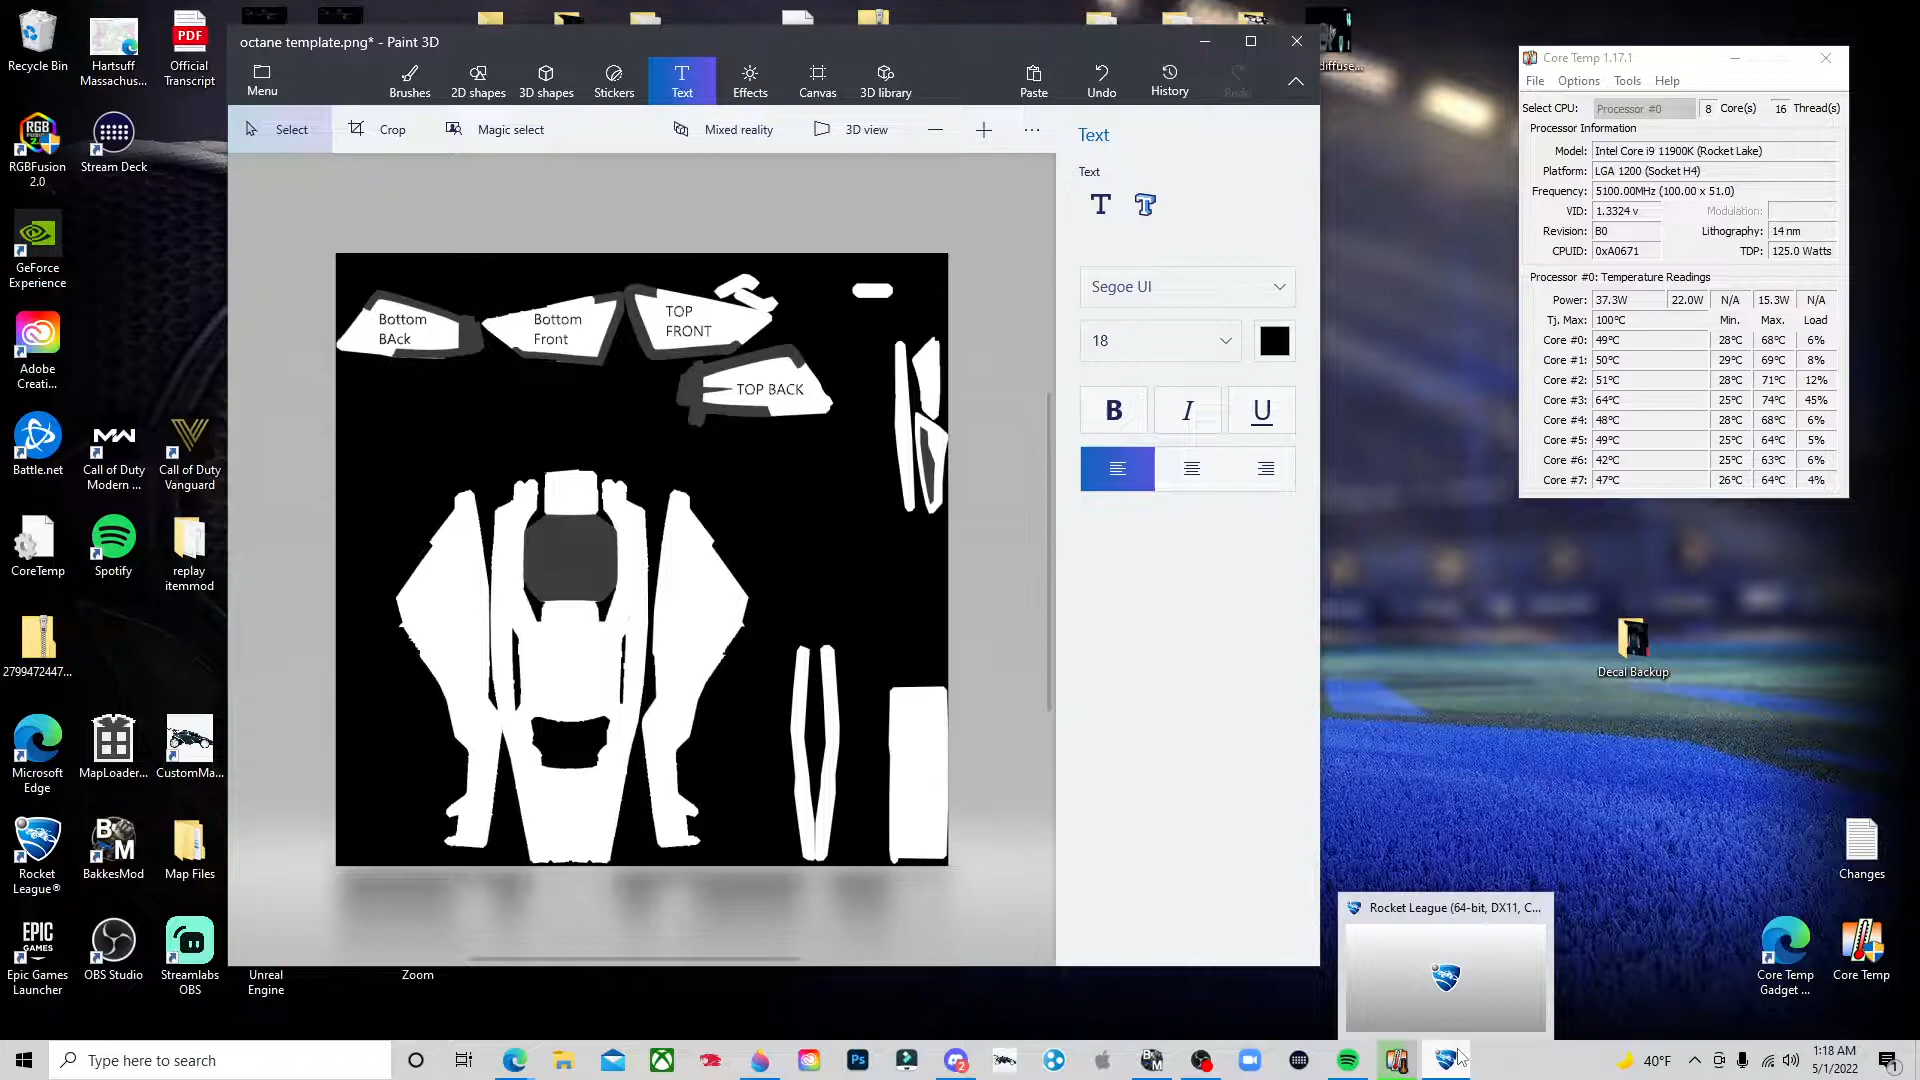 Recycle Bin
Hartsuff
Massachus...
Official
Transcript
PDF
RGB
RGBFusion
2.0
Stream Deck
GeForce
Experience
Adobe
Creati...
Battle.net
Call of Duty
Modern ...
Call of Duty
Vanguard
CoreTemp
Spotify
replay
itemmod
2799472447...
Microsoft
Edge
MapLoader...
CustomMa...
Rocket
League®
BakkesMod
Map Files
EPIC
GAMES
Epic Games
Launcher
OBS Studio
Streamlabs
OBS
Unreal
Engine
Zoom
octane template.png* - Paint 3D
Menu
Brushes
2D shapes
3D shapes
Stickers
Text
Effects
Canvas
3D library
Paste
Undo
History
Redo
Select
Crop
Magic select
Mixed reality
3D view
Text
Text
Segoe UI
18
B
I
U
Bottom
BAck
Bottom
Front
TOP
FRONT
TOP BACK
diffuse...
Core Temp 1.17.1
File
Options
Tools
Help
Select CPU:
Processor #0
8
Core(s)
16
Thread(s)
Processor Information
Model:
Intel Core i9 11900K (Rocket Lake)
Platform:
LGA 1200 (Socket H4)
Frequency:
5100.00MHz (100.00 x 51.0)
VID:
1.3324 v
Modulation:
Revision:
B0
Lithography:
14 nm
CPUID:
0xA0671
TDP:
125.0 Watts
Processor #0: Temperature Readings
Power: 37.3W 22.0W N/A 15.3W N/A
Tj. Max: 100°C Min. Max. Load
Core #0: 49°C 28°C 68°C 6%
Core #1: 50°C 29°C 69°C 8%
Core #2: 51°C 28°C 71°C 12%
Core #3: 64°C 25°C 74°C 45%
Core #4: 48°C 28°C 68°C 6%
Core #5: 49°C 25°C 64°C 5%
Core #6: 42°C 25°C 63°C 6%
Core #7: 47°C 26°C 64°C 4%
Decal Backup
Changes
Core Temp
Gadget ...
Core Temp
Rocket League (64-bit, DX11, C...
Type here to search
Ps
2
40°F
1:18 AM
5/1/2022
1